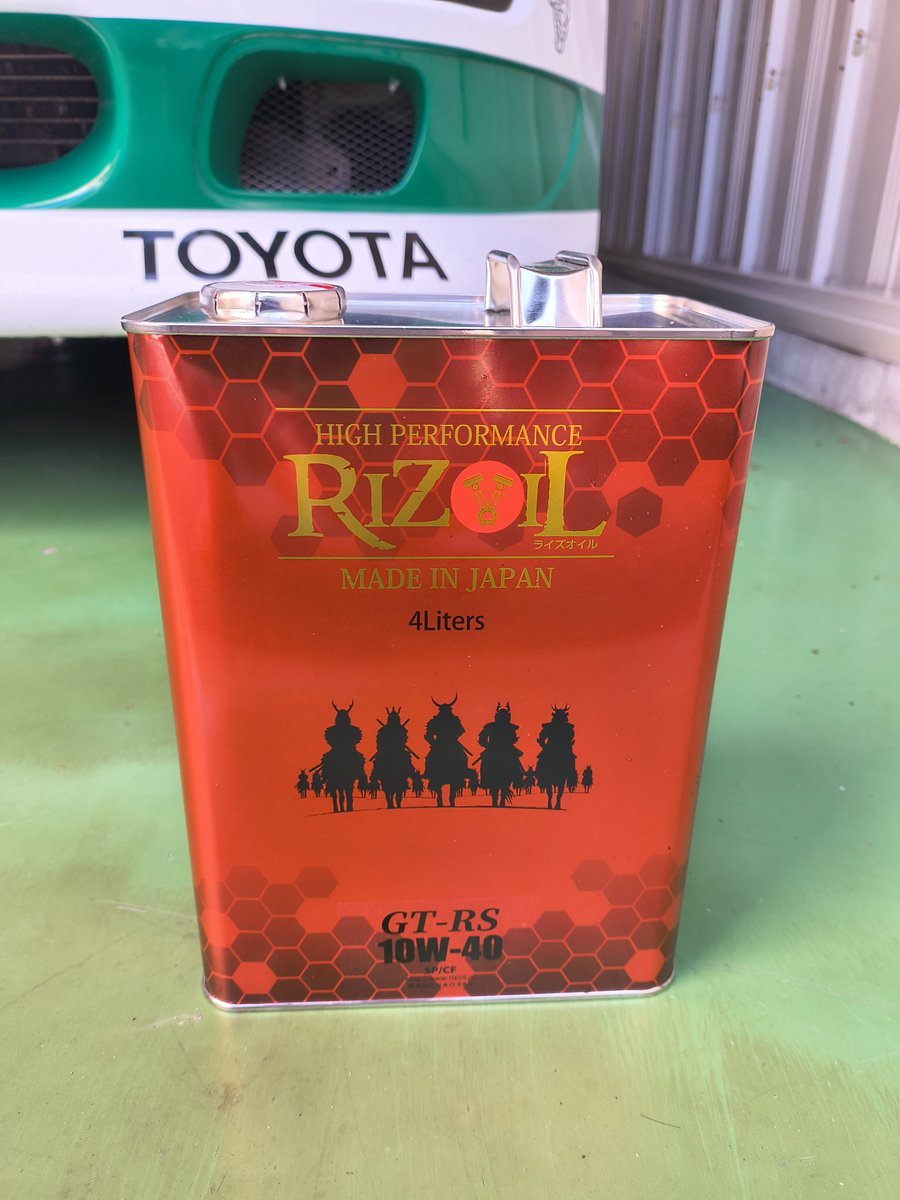 TOYOTA
HIGH PERFORMANCE
RIZOIL
ライズオイル
MADE IN JAPAN
4Liters
GT-RS
10W-40
SP/CF